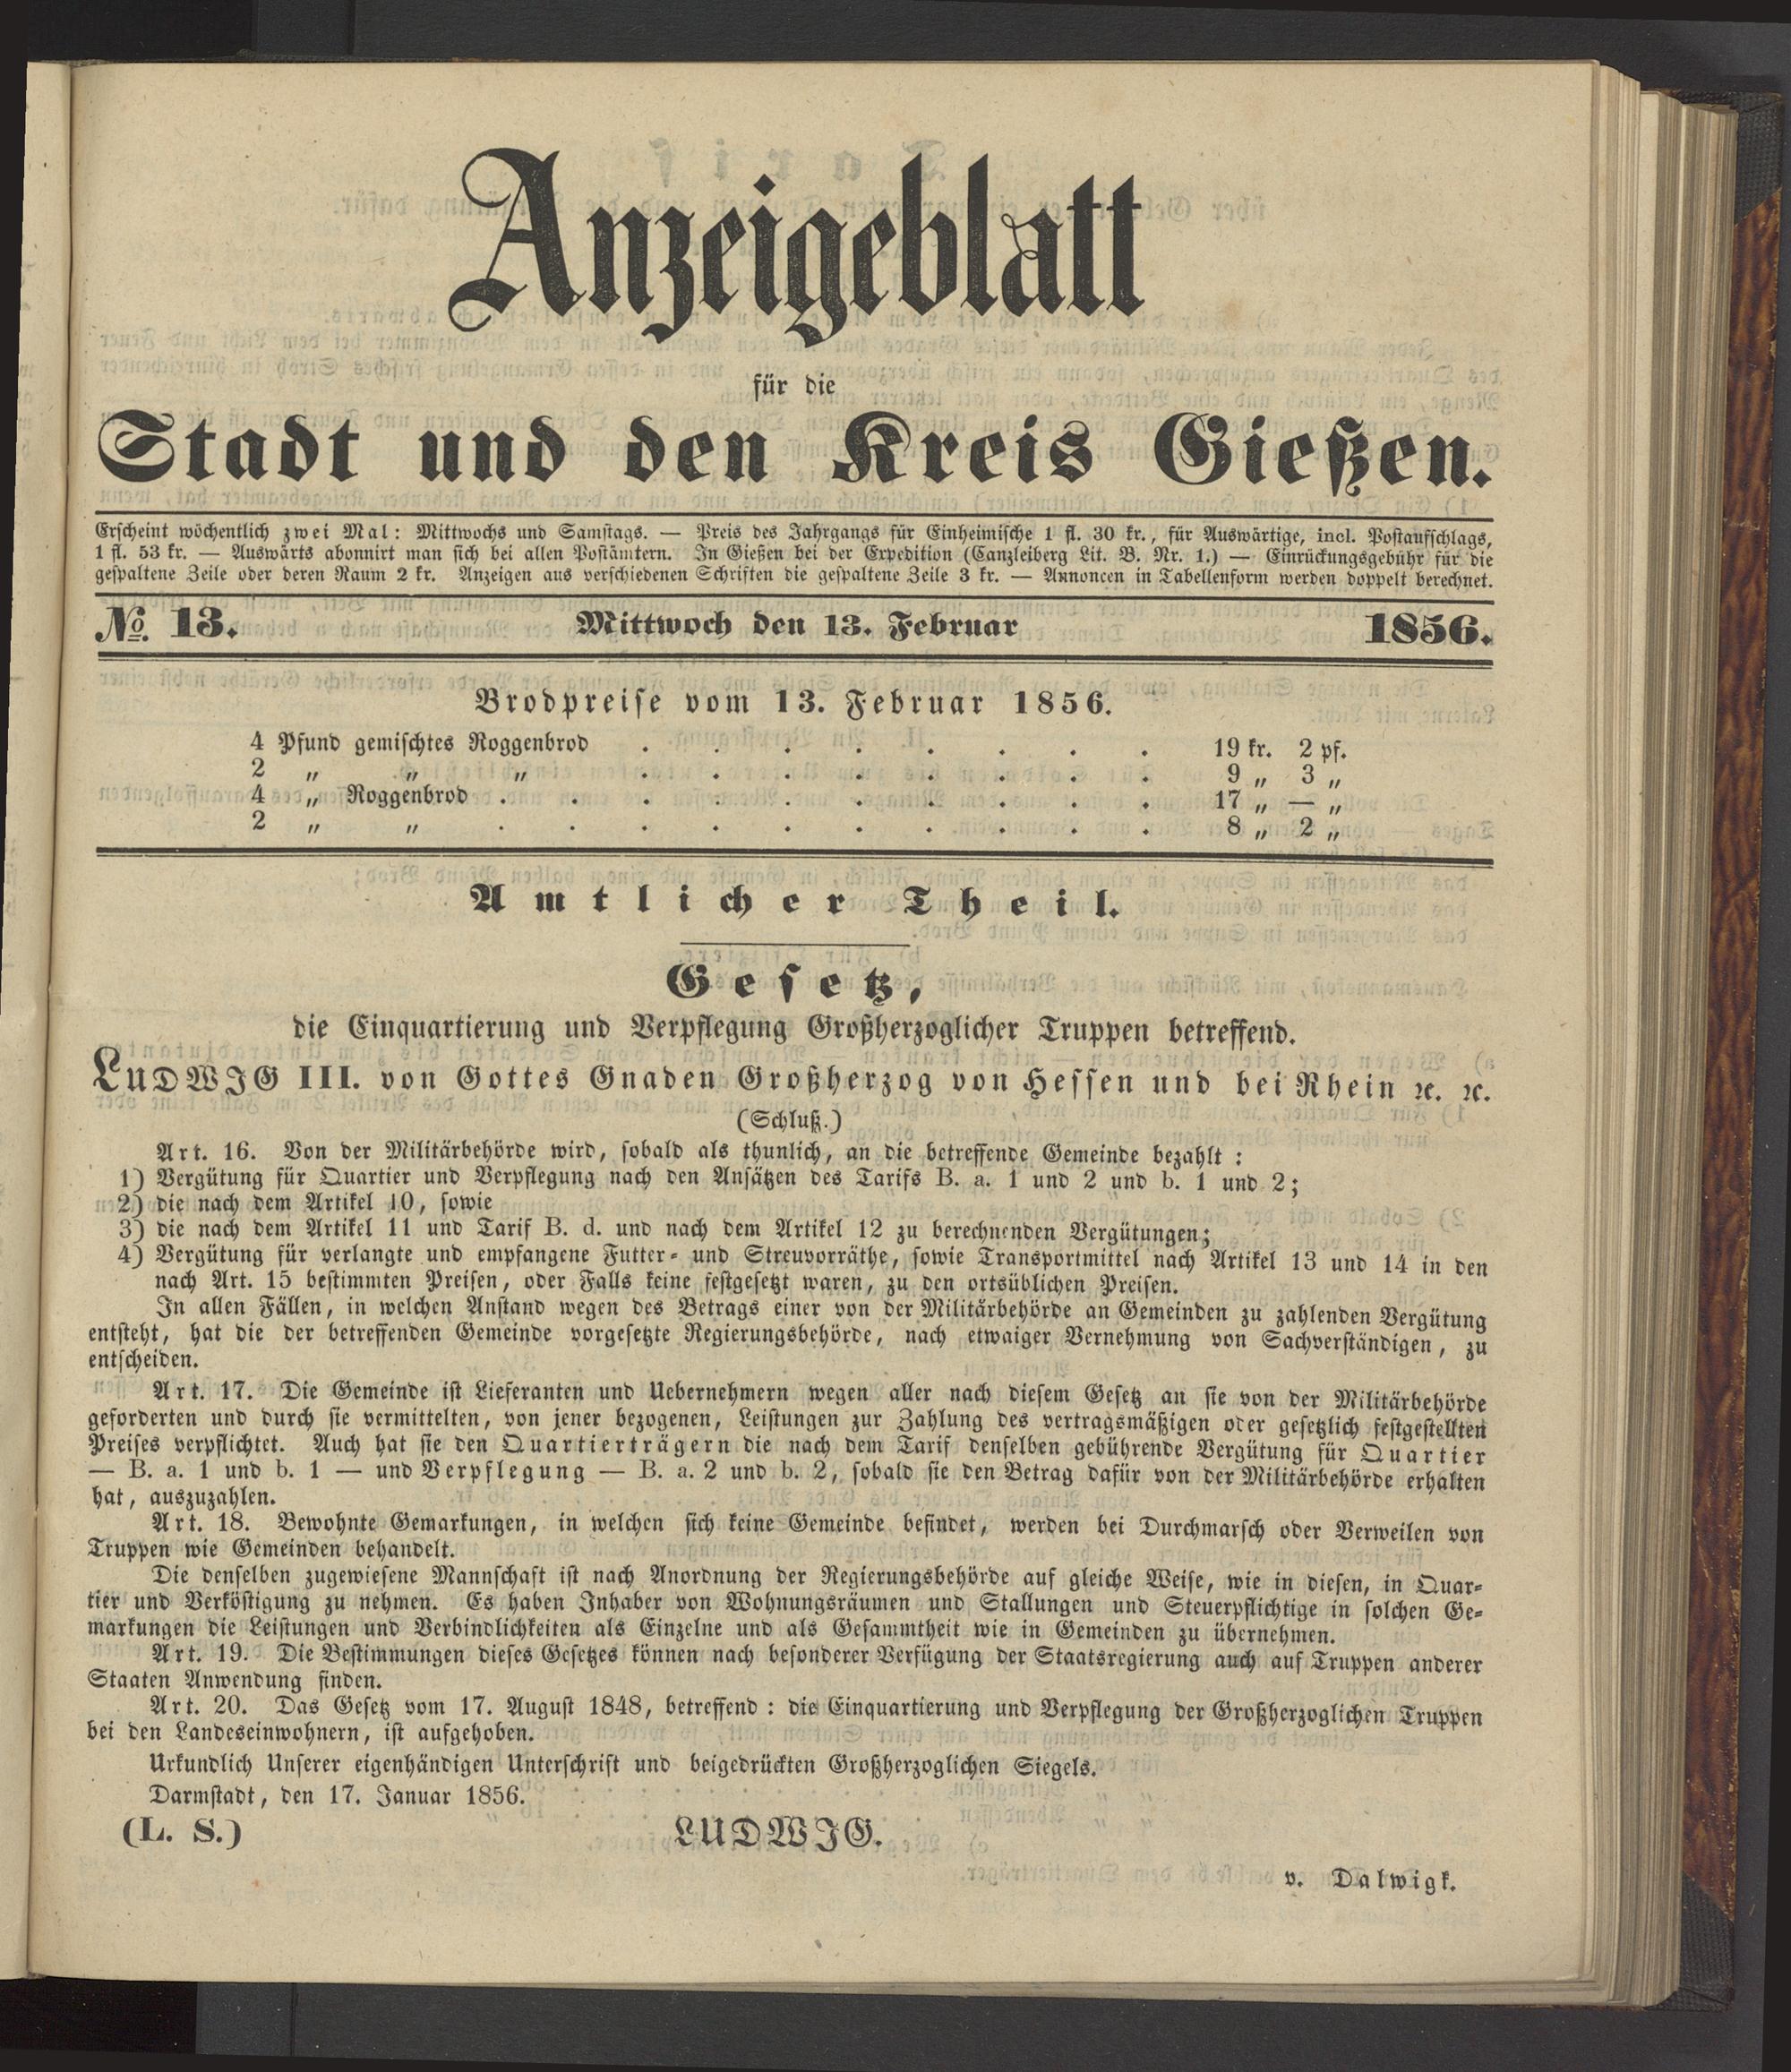 Anzeigeblatt
für die
Stadt und den Kreis Gießen.
Erscheint wöchentlich zwei Mal: Mittwochs und Samstags. — Preis des Jahrgangs für Einheimische 1 fl. 30 kr., für Auswärtige, incl. Postaufschlags,
1 fl. 53 kr. — Auswärts abonnirt man sich bei allen Postämtern. In Gießen bei der Expedition (Canzleiberg Lit. B. Nr. 1.) — Einrückungsgebühr für die
gespaltene Zeile oder deren Raum 2 kr. Anzeigen aus verschiedenen Schriften die gespaltene Zeile 3 kr. — Annoncen in Tabellenform werden doppelt berechnet.
No. 13. Mittwoch den 13. Februar 1856.
Brodpreise vom 13. Februar 1856.
4 Pfund gemischtes Roggenbrod . . . . . . . . 19 kr. 2 pf.
2 „ „ „ . . . . . . . . 9 „ 3 „
4 „ Roggenbrod . . . . . . . . . . 17 „ — „
2 „ „ . . . . . . . . . . 8 „ 2 „
Amtlicher Theil.
Gesetz,
die Einquartierung und Verpflegung Großherzoglicher Truppen betreffend.
LUDWIG III. von Gottes Gnaden Großherzog von Hessen und bei Rhein ꝛc. ꝛc.
(Schluß.)
Art. 16. Von der Militärbehörde wird, sobald als thunlich, an die betreffende Gemeinde bezahlt :
1) Vergütung für Quartier und Verpflegung nach den Ansätzen des Tarifs B. a. 1 und 2 und b. 1 und 2;
2) die nach dem Artikel 10, sowie
3) die nach dem Artikel 11 und Tarif B. d. und nach dem Artikel 12 zu berechnenden Vergütungen;
4) Vergütung für verlangte und empfangene Futter- und Streuvorräthe, sowie Transportmittel nach Artikel 13 und 14 in den
nach Art. 15 bestimmten Preisen, oder Falls keine festgesetzt waren, zu den ortsüblichen Preisen.
In allen Fällen, in welchen Anstand wegen des Betrags einer von der Militärbehörde an Gemeinden zu zahlenden Vergütung
entsteht, hat die der betreffenden Gemeinde vorgesetzte Regierungsbehörde, nach etwaiger Vernehmung von Sachverständigen, zu
entscheiden.
Art. 17. Die Gemeinde ist Lieferanten und Uebernehmern wegen aller nach diesem Gesetz an sie von der Militärbehörde
geforderten und durch sie vermittelten, von jener bezogenen, Leistungen zur Zahlung des vertragsmäßigen oder gesetzlich festgestellten
Preises verpflichtet. Auch hat sie den Quartierträgern die nach dem Tarif denselben gebührende Vergütung für Quartier
— B. a. 1 und b. 1 — und Verpflegung — B. a. 2 und b. 2, sobald sie den Betrag dafür von der Militärbehörde erhalten
hat, auszuzahlen.
Art. 18. Bewohnte Gemarkungen, in welchen sich keine Gemeinde befindet, werden bei Durchmarsch oder Verweilen von
Truppen wie Gemeinden behandelt.
Die denselben zugewiesene Mannschaft ist nach Anordnung der Regierungsbehörde auf gleiche Weise, wie in diesen, in Quar-
tier und Verköstigung zu nehmen. Es haben Inhaber von Wohnungsräumen und Stallungen und Steuerpflichtige in solchen Ge-
markungen die Leistungen und Verbindlichkeiten als Einzelne und als Gesammtheit wie in Gemeinden zu übernehmen.
Art. 19. Die Bestimmungen dieses Gesetzes können nach besonderer Verfügung der Staatsregierung auch auf Truppen anderer
Staaten Anwendung finden.
Art. 20. Das Gesetz vom 17. August 1848, betreffend : die Einquartierung und Verpflegung der Großherzoglichen Truppen
bei den Landeseinwohnern, ist aufgehoben.
Urkundlich Unserer eigenhändigen Unterschrift und beigedrückten Großherzoglichen Siegels.
Darmstadt, den 17. Januar 1856.
(L. S.) LUDWIG.
v. Dalwigk.